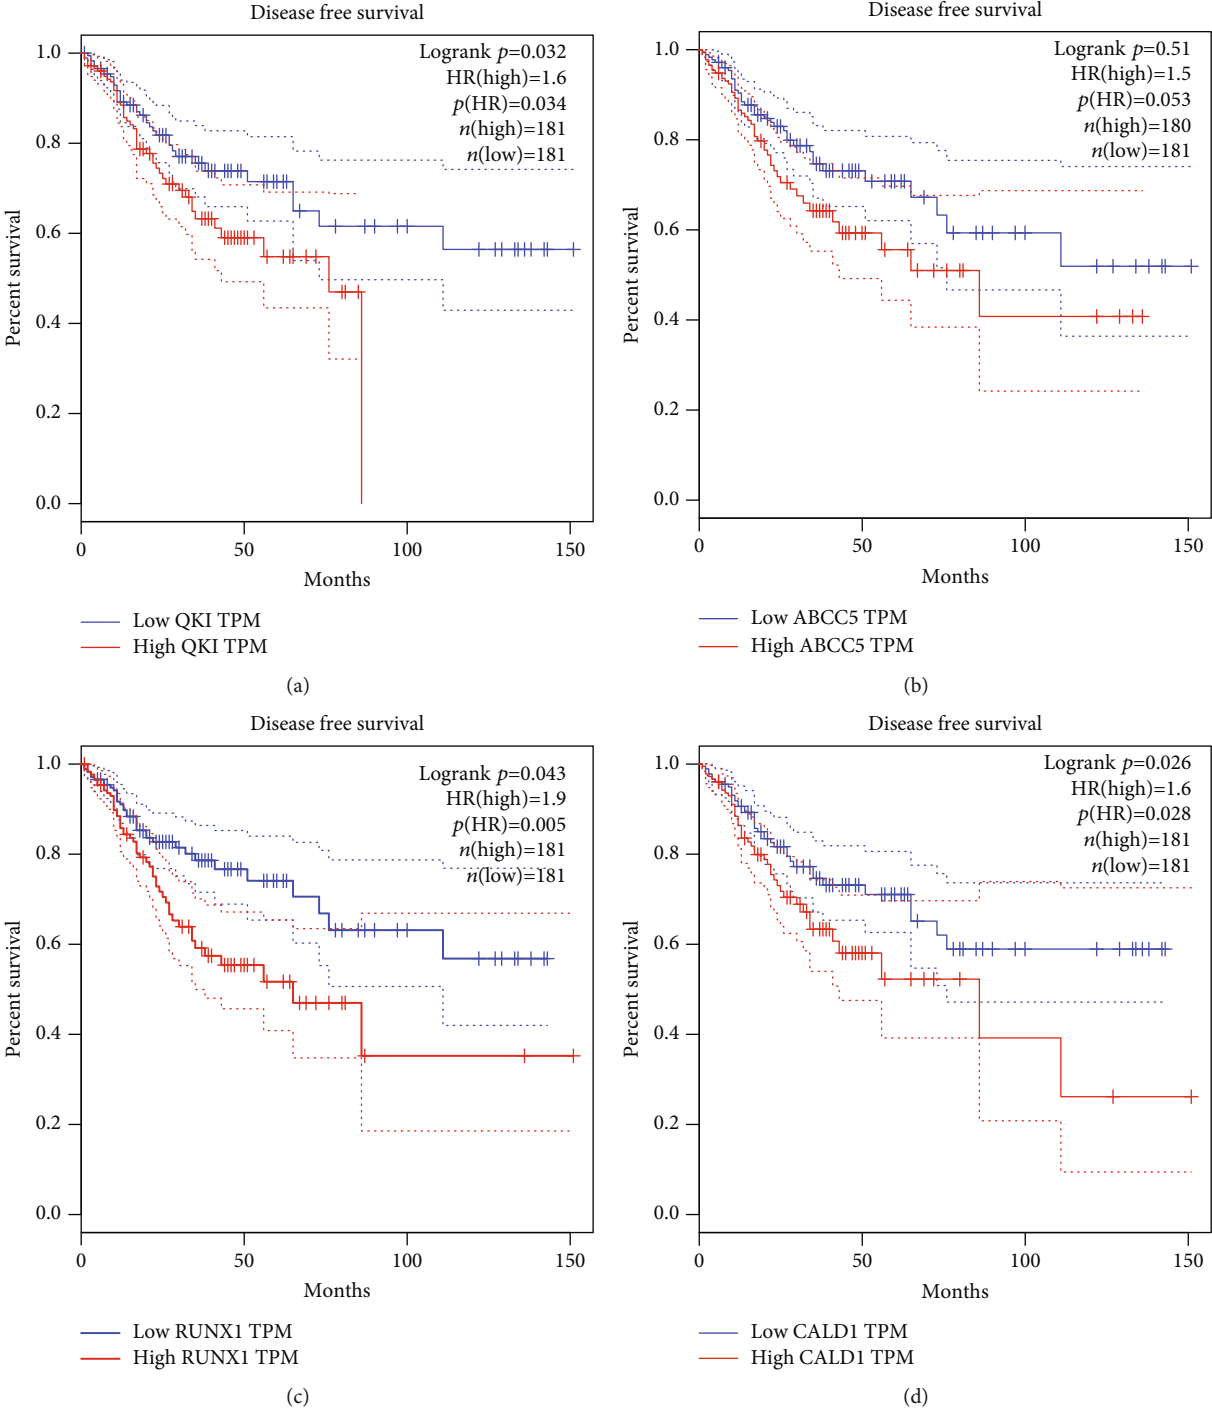 Disease free survival
Logrank p=0.032
HR(high)=1.6
p(HR)=0.034
n(high)=181
n(low)=181
Percent survival
1.0
0.8
0.6
0.4
0.2
0.0
0 50 100 150
Months
Low QKI TPM
High QKI TPM
(a)
Disease free survival
Logrank p=0.51
HR(high)=1.5
p(HR)=0.053
n(high)=180
n(low)=181
Percent survival
1.0
0.8
0.6
0.4
0.2
0.0
0 50 100 150
Months
Low ABCC5 TPM
High ABCC5 TPM
(b)
Disease free survival
Logrank p=0.043
HR(high)=1.9
p(HR)=0.005
n(high)=181
n(low)=181
Percent survival
1.0
0.8
0.6
0.4
0.2
0.0
0 50 100 150
Months
Low RUNX1 TPM
High RUNX1 TPM
(c)
Disease free survival
Logrank p=0.026
HR(high)=1.6
p(HR)=0.028
n(high)=181
n(low)=181
Percent survival
1.0
0.8
0.6
0.4
0.2
0.0
0 50 100 150
Months
Low CALD1 TPM
High CALD1 TPM
(d)